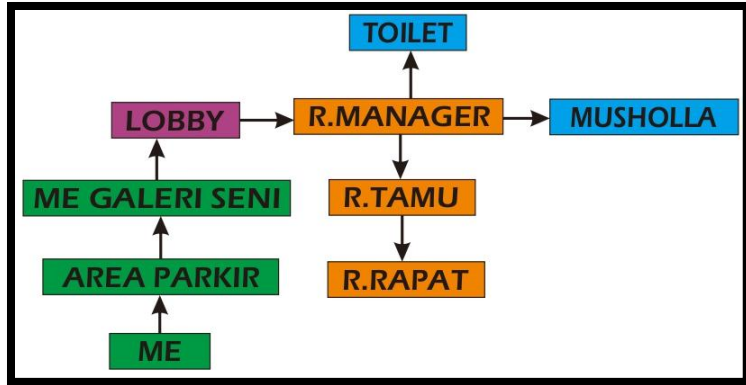 TOILET
LOBBY
R.MANAGER
MUSHOLLA
ME GALERI SENI
R.TAMU
AREA PARKIR
R.RAPAT
ME